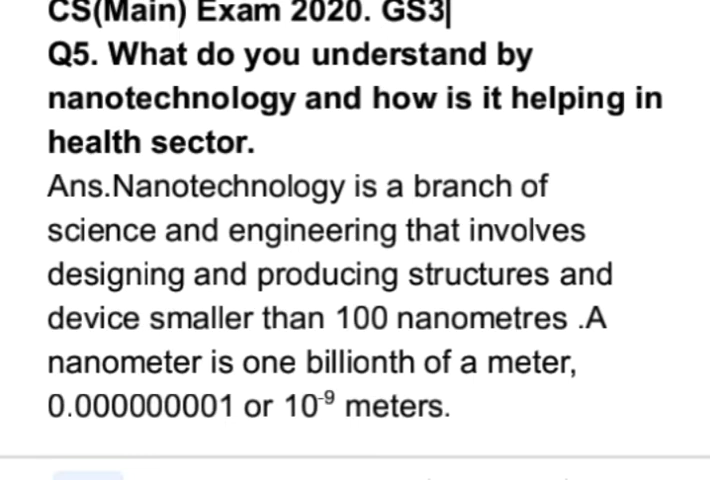 CS(Main) Exam 2020. GS3
Q5. What do you understand by
nanotechnology and how is it helping in
health sector.
Ans.Nanotechnology is a branch of
science and engineering that involves
designing and producing structures and
device smaller than 100 nanometres .A
nanometer is one billionth of a meter,
0.000000001 or 10⁻⁹ meters.